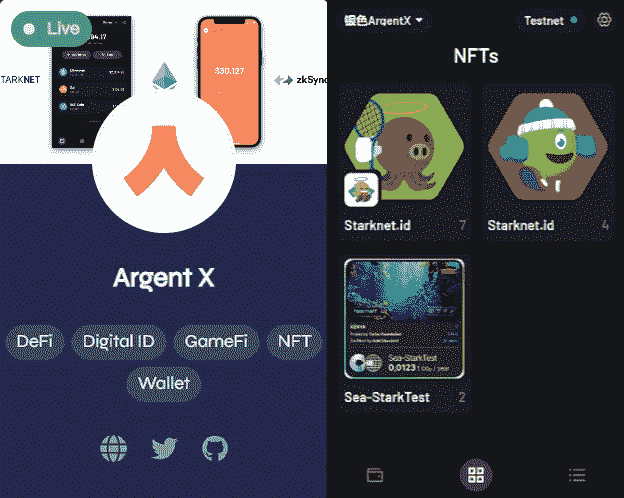 Live
TARKNET
$30,127
zkSync
Argent X
DeFi
Digital ID
GameFi
NFT
Wallet
银色ArgentX
Testnet
NFTs
Starknet.id 7
Starknet.id 4
Sea-StarkTest
0,0123
Sea-StarkTest 2